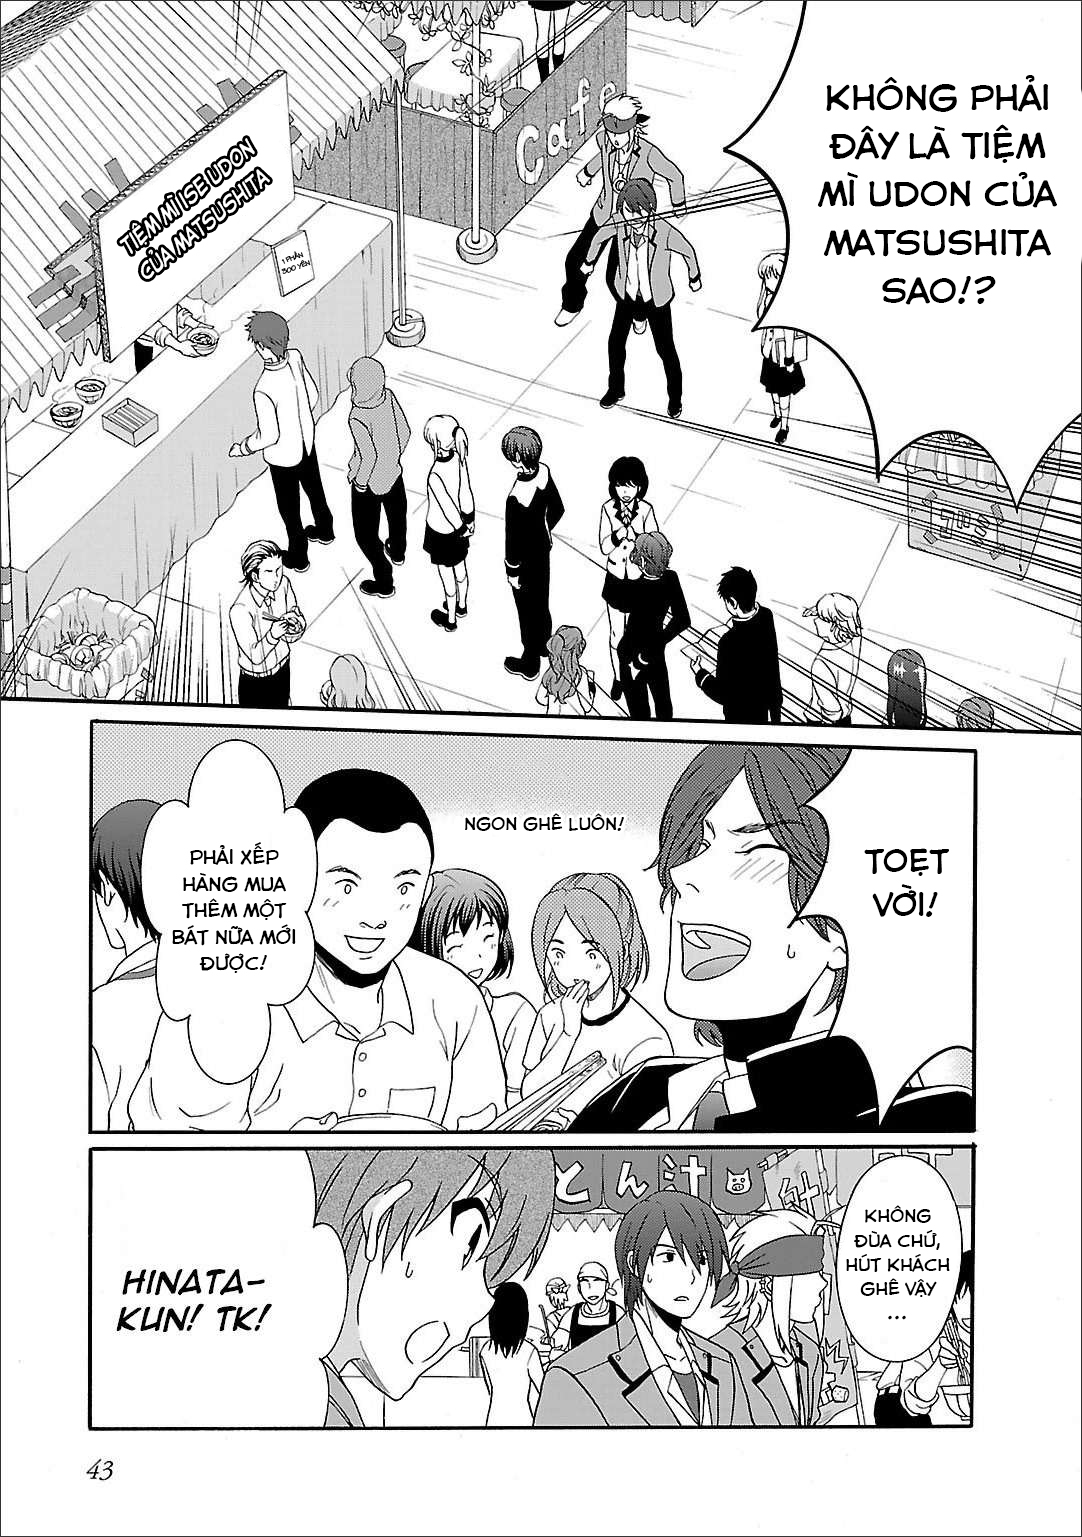 KHÔNG PHẢI
ĐÂY LÀ TIỆM
MÌ UDON CỦA
MATSUSHITA
SAO!?
Cafe
TIỆM MÌ ISE UDON
CỦA MATSUSHITA
1 PHẦN
300 YÊN
TOẸT
VỜI!
NGON GHÊ LUÔN!
PHẢI XẾP
HÀNG MUA
THÊM MỘT
BÁT NỮA MỚI
ĐƯỢC!
KHÔNG
ĐÙA CHỨ,
HÚT KHÁCH
GHÊ VẬY
...
とん汁
HINATA-
KUN! TK!
43